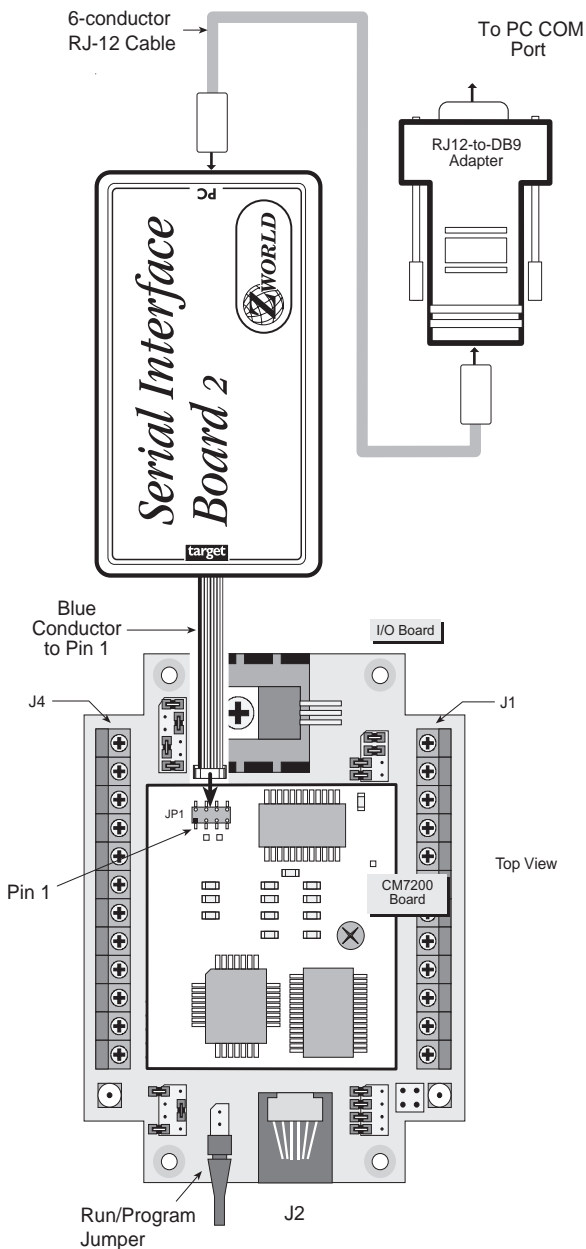 6-conductor
RJ-12 Cable
To PC COM
Port
RJ12-to-DB9
Adapter
PC
Serial Interface
Board 2
ZWORLD
target
Blue
Conductor
to Pin 1
I/O Board
J4
J1
JP1
Pin 1
CM7200
Board
Top View
Run/Program
Jumper
J2